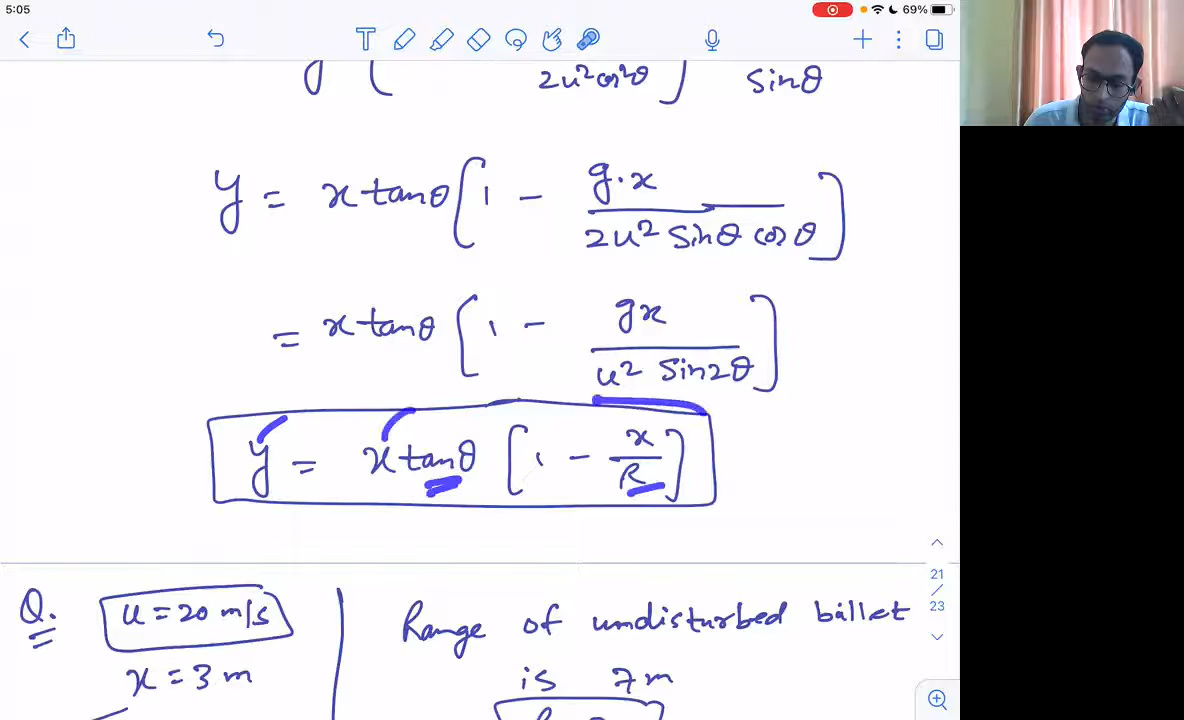 5:05
69%
2u²cos²θ ] sinθ
y = x tanθ [ 1 - g.x / 2u² sinθ cosθ ]
= x tanθ [ 1 - gx / u² sin2θ ]
y = x tanθ [ 1 - x / R ]
21
/
23
Q. u = 20 m/s
x = 3 m
Range of undisturbed ballet
is 7m